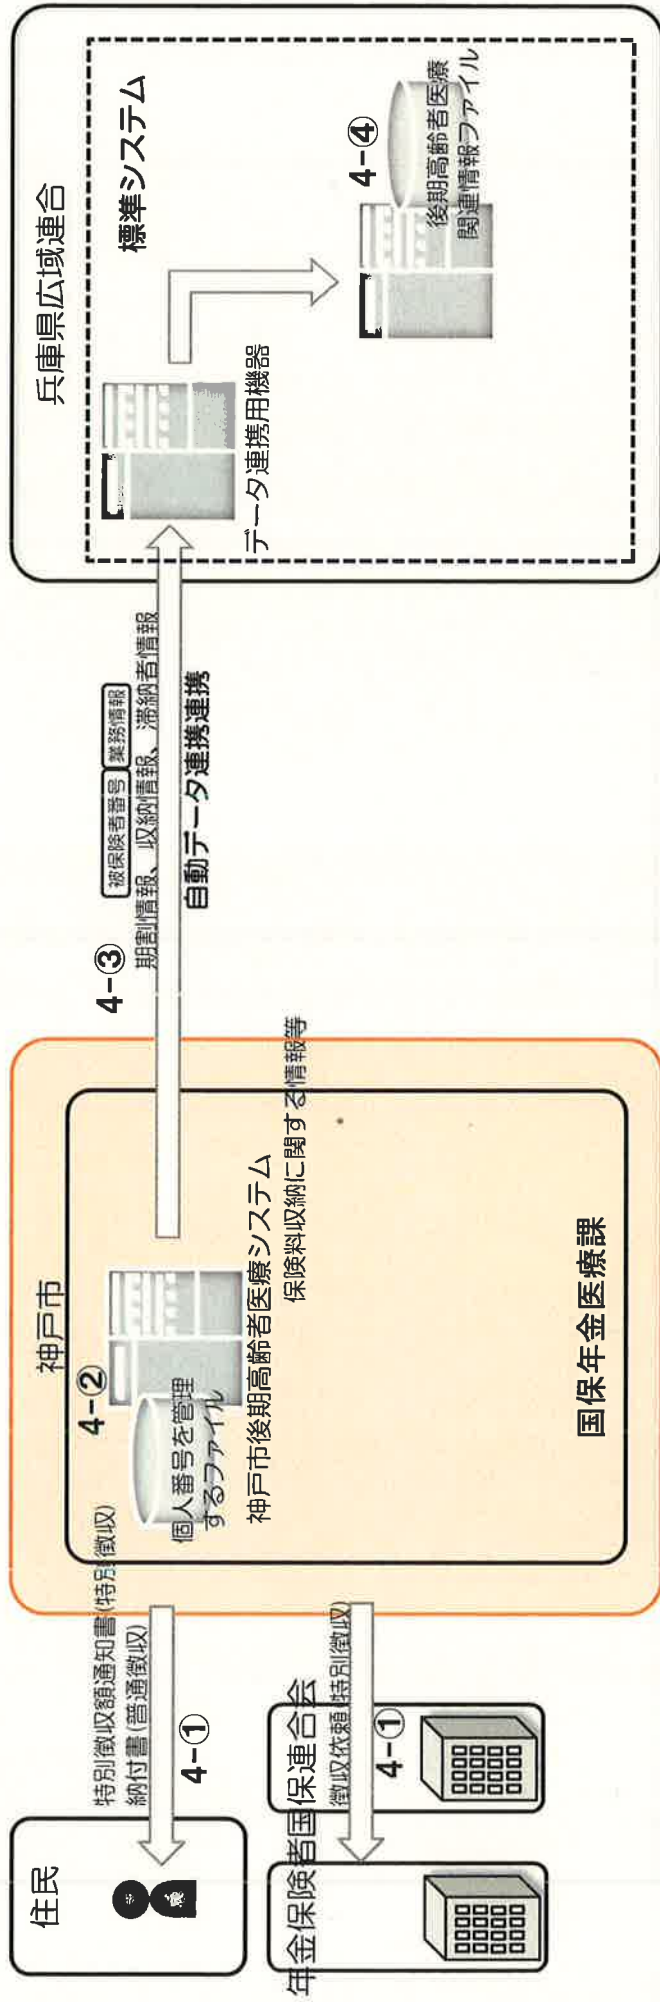 住民
特別徴収額通知書(特別徴収)
納付書(普通徴収)
4-①
年金保険者
国保連合会
徴収依頼(特別徴収)
4-①
神戸市
4-②
個人番号を管理
するファイル
神戸市後期高齢者医療システム
保険料収納に関する情報等
国保年金医療課
4-③
被保険者番号
業務情報
期割情報、収納情報、滞納者情報
自動データ連携
兵庫県広域連合
標準システム
データ連携用機器
4-④
後期高齢者医療
関連情報ファイル